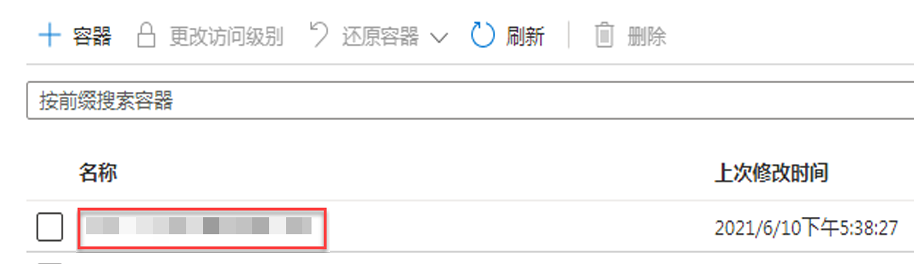 容器 更改访问级别 还原容器 刷新 删除
按前缀搜索容器
名称 上次修改时间
2021/6/10下午5:38:27